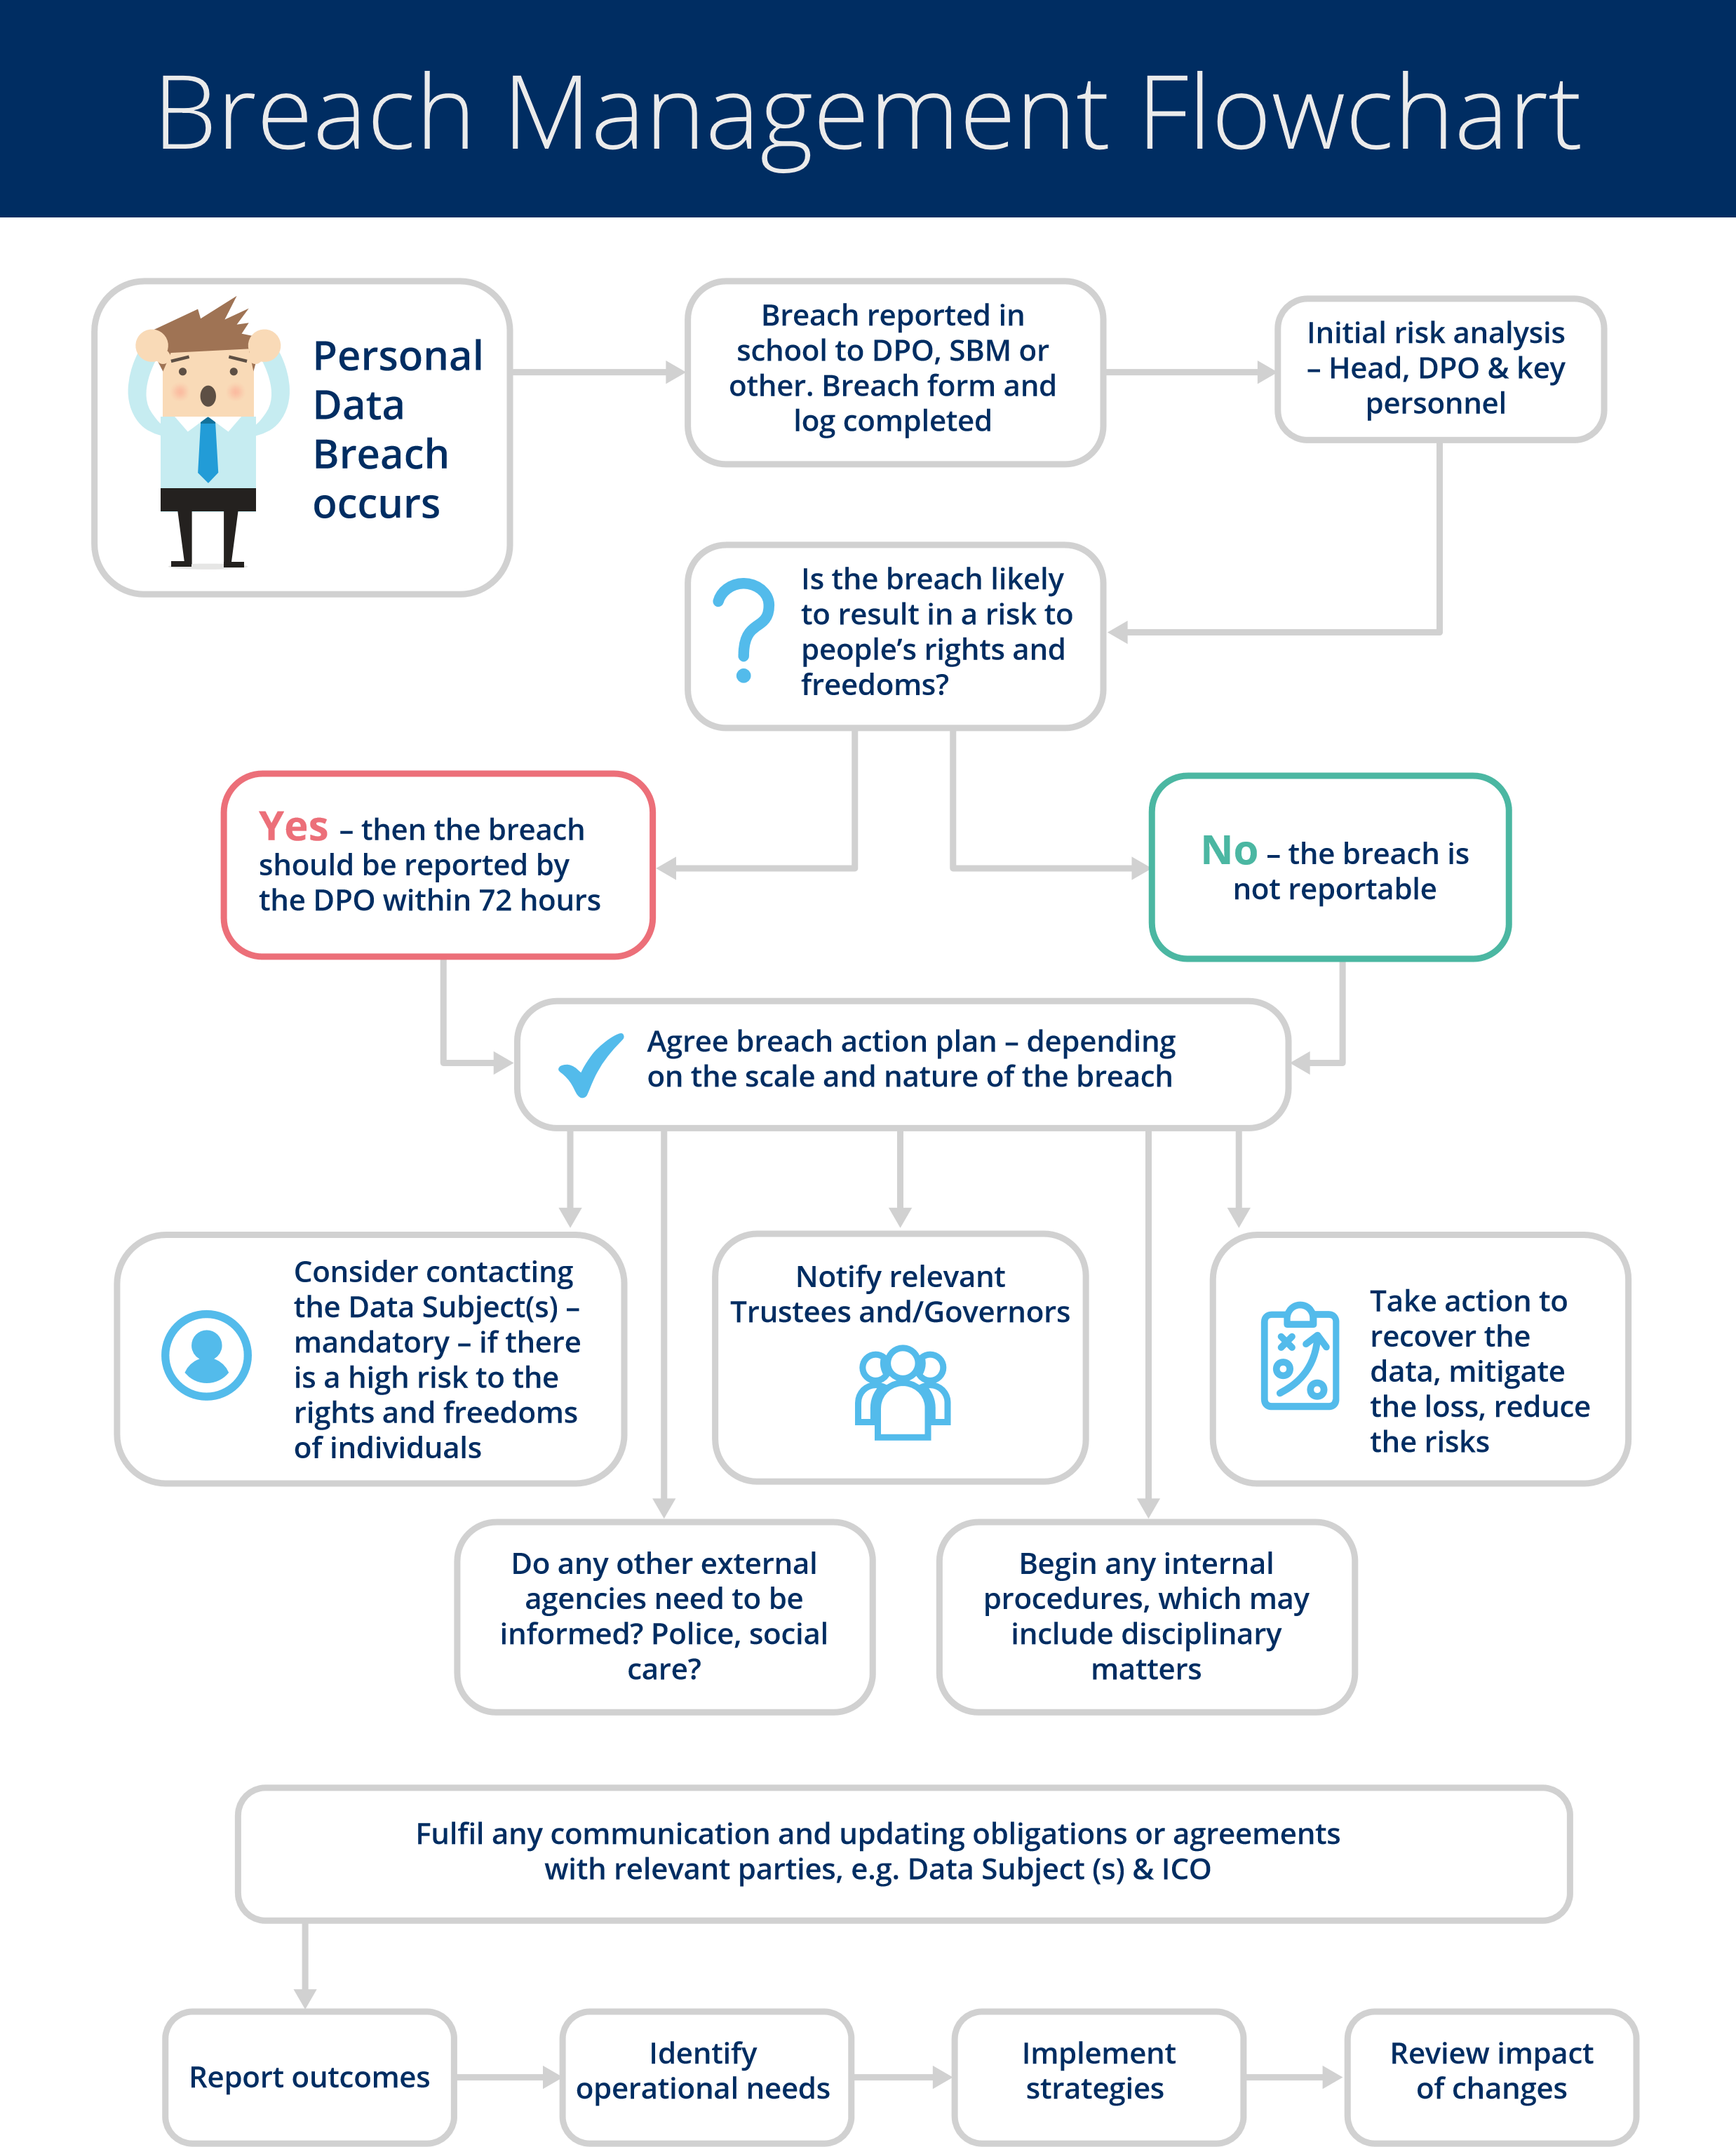 Breach Management Flowchart
Personal
Data
Breach
occurs
Breach reported in
school to DPO, SBM or
other. Breach form and
log completed
Initial risk analysis
– Head, DPO & key
personnel
Is the breach likely
to result in a risk to
people’s rights and
freedoms?
Yes – then the breach
should be reported by
the DPO within 72 hours
No – the breach is
not reportable
Agree breach action plan – depending
on the scale and nature of the breach
Consider contacting
the Data Subject(s) –
mandatory – if there
is a high risk to the
rights and freedoms
of individuals
Notify relevant
Trustees and/Governors
Take action to
recover the
data, mitigate
the loss, reduce
the risks
Do any other external
agencies need to be
informed? Police, social
care?
Begin any internal
procedures, which may
include disciplinary
matters
Fulfil any communication and updating obligations or agreements
with relevant parties, e.g. Data Subject (s) & ICO
Report outcomes
Identify
operational needs
Implement
strategies
Review impact
of changes